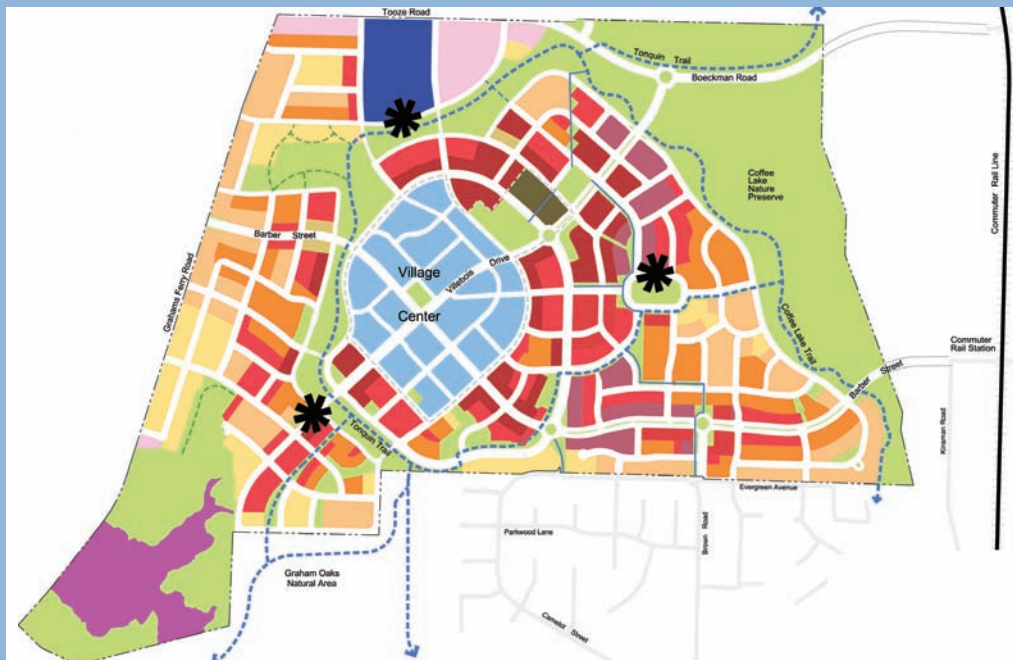 Tooze Road
Tonquin Trail
Boeckman Road
Commuter Rail Line
Coffee
Lake
Nature
Preserve
Barber Street
Grahams Ferry Road
Village
Center
Villebois Drive
Coffee Lake Trail
Commuter
Rail Station
Barber Street
Kinsman Road
Tonquin Trail
Evergreen Avenue
Parkwood Lane
Brown Road
Graham Oaks
Natural Area
Camelot Street